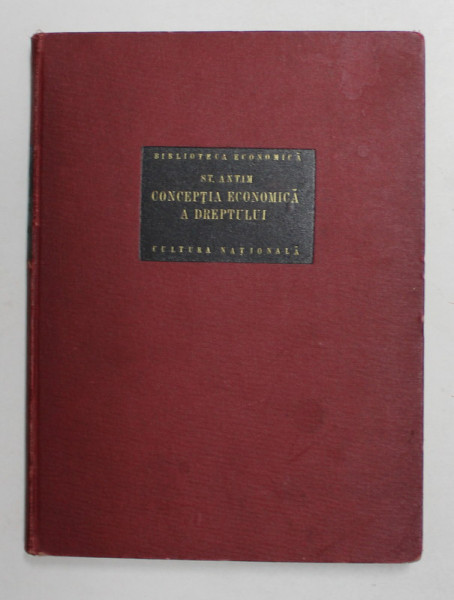 BIBLIOTECA ECONOMICĂ
ST. ANTIM
CONCEPȚIA ECONOMICĂ
A DREPTULUI
CULTURA NAȚIONALĂ